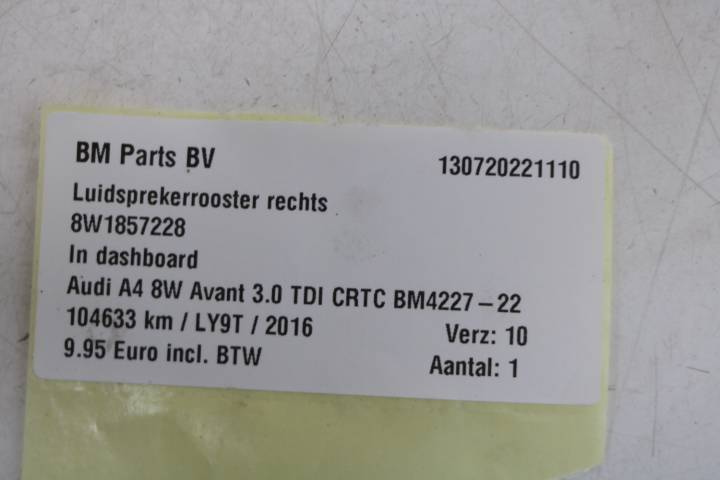 BM Parts BV 130720221110
Luidsprekerrooster rechts
8W1857228
In dashboard
Audi A4 8W Avant 3.0 TDI CRTC BM4227-22
104633 km / LY9T / 2016 Verz: 10
9.95 Euro incl. BTW Aantal: 1